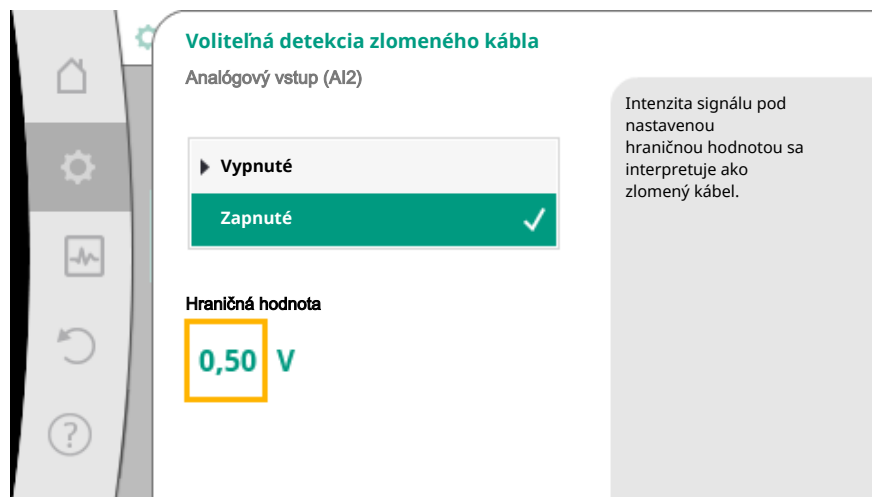 Voliteľná detekcia zlomeného kábla
Analógový vstup (AI2)
Vypnuté
Zapnuté
Hraničná hodnota
0,50 V
Intenzita signálu pod
nastavenou
hraničnou hodnotou sa
interpretuje ako
zlomený kábel.
?